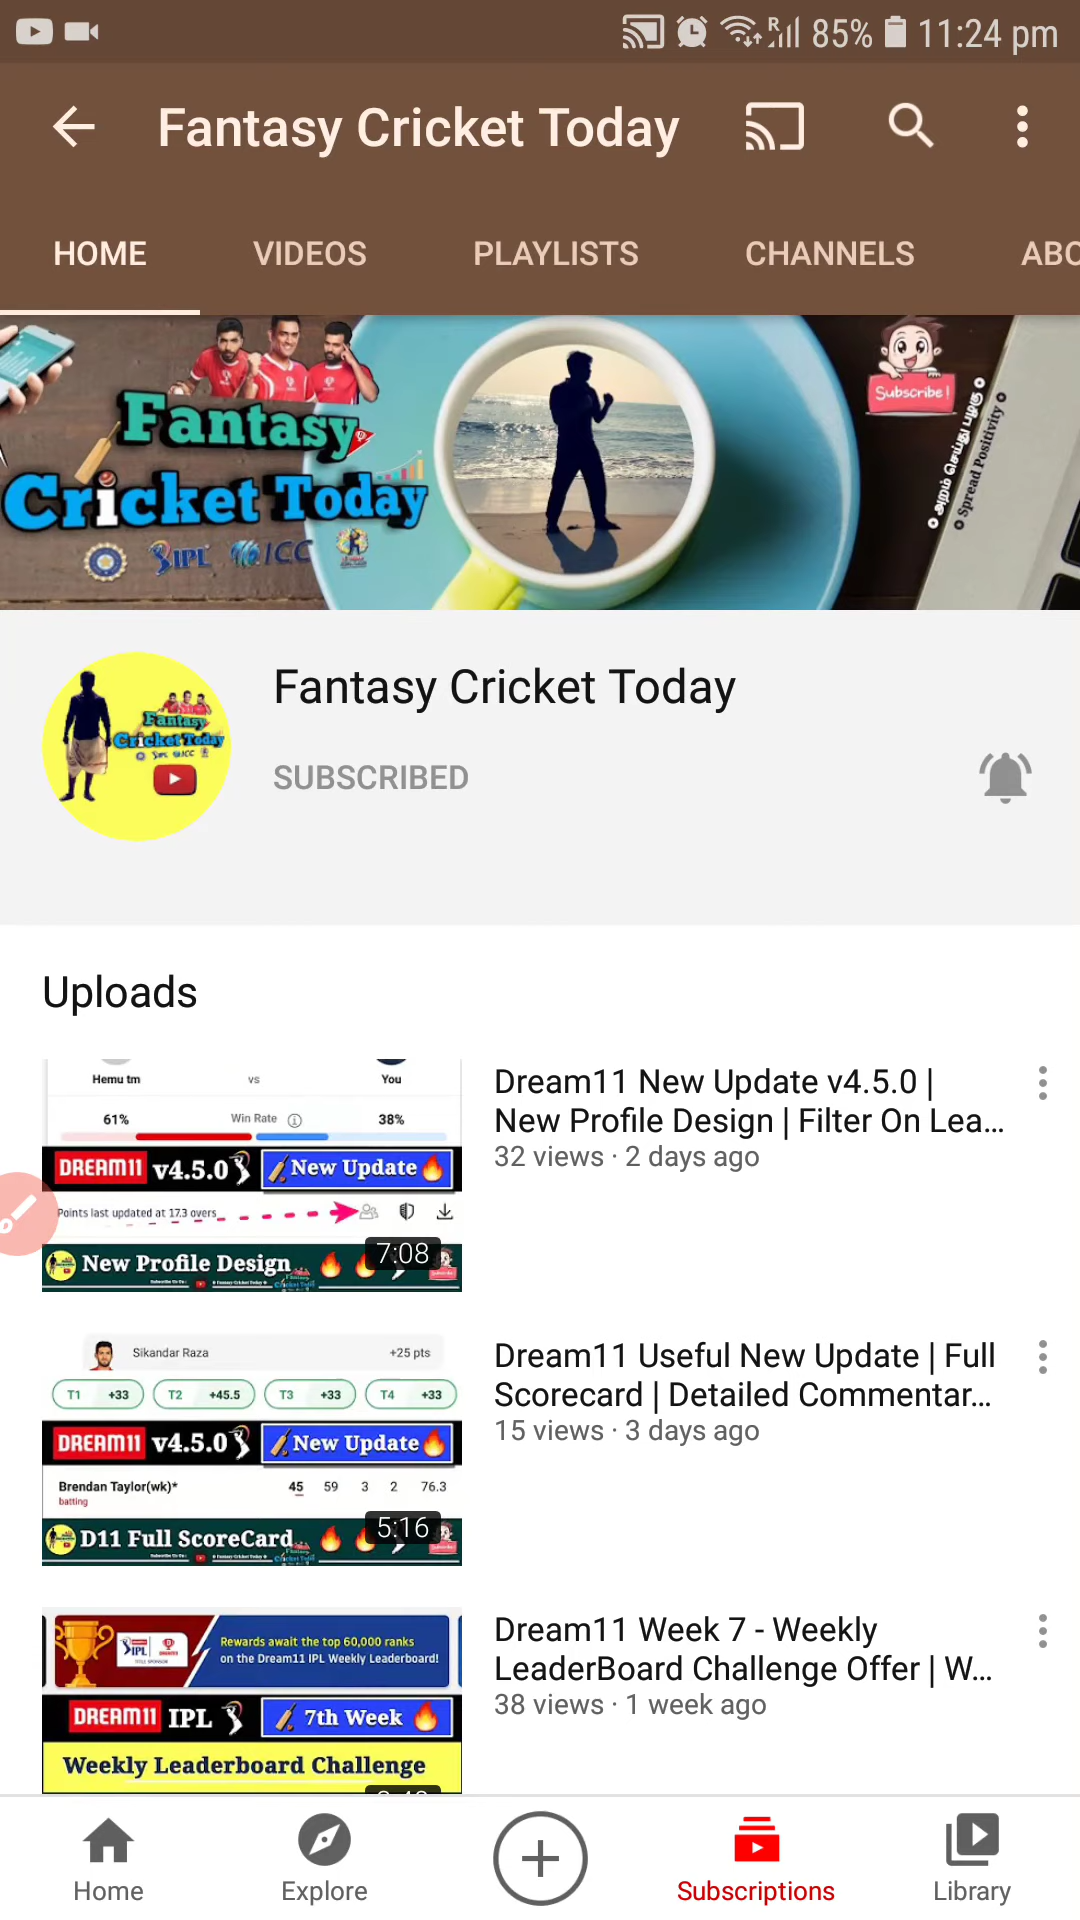 85% 11:24 pm
Fantasy Cricket Today
HOME VIDEOS PLAYLISTS CHANNELS ABC
Fantasy
Cricket Today
IPL ICC
Subscribe!
அறம் செய்து பழகு
Spread Positivity
Fantasy
Cricket Today
Fantasy Cricket Today
SUBSCRIBED
Uploads
Hemu tm vs You
61% Win Rate 38%
DREAM11 v4.5.0 New Update
Points last updated at 17.3 overs
New Profile Design
7:08
Dream11 New Update v4.5.0 |
New Profile Design | Filter On Lea...
32 views · 2 days ago
Sikandar Raza +25 pts
T1 +33 T2 +45.5 T3 +33 T4 +33
DREAM11 v4.5.0 New Update
Brendan Taylor(wk)* 45 59 3 2 76.3
batting
D11 Full ScoreCard
5:16
Dream11 Useful New Update | Full
Scorecard | Detailed Commentar...
15 views · 3 days ago
IPL
Rewards await the top 60,000 ranks
on the Dream11 IPL Weekly Leaderboard!
DREAM11 IPL 7th Week
Weekly Leaderboard Challenge
Dream11 Week 7 - Weekly
LeaderBoard Challenge Offer | W...
38 views · 1 week ago
Home Explore Subscriptions Library